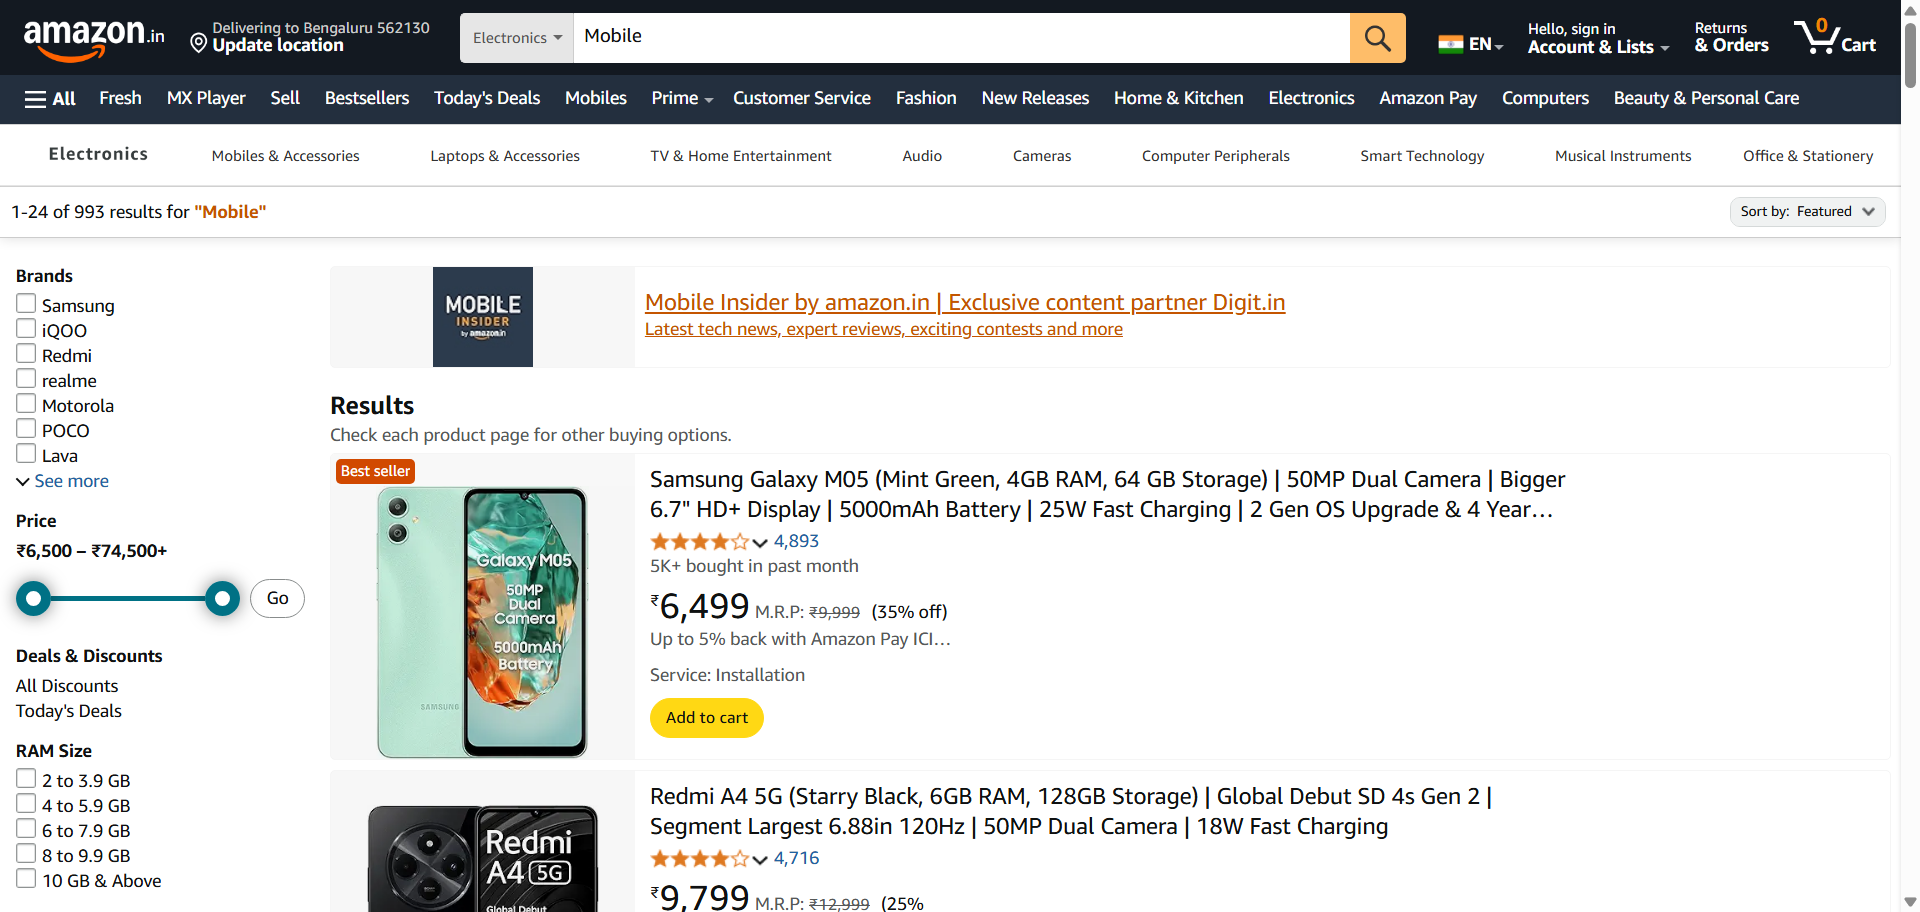 amazon.in
Delivering to Bengaluru 562130
Update location
Electronics
Mobile
EN
Hello, sign in
Account & Lists
Returns
& Orders
0
Cart
All
Fresh
MX Player
Sell
Bestsellers
Today's Deals
Mobiles
Prime
Customer Service
Fashion
New Releases
Home & Kitchen
Electronics
Amazon Pay
Computers
Beauty & Personal Care
Electronics
Mobiles & Accessories
Laptops & Accessories
TV & Home Entertainment
Audio
Cameras
Computer Peripherals
Smart Technology
Musical Instruments
Office & Stationery
1-24 of 993 results for "Mobile"
Sort by: Featured
Brands
Samsung
iQOO
Redmi
realme
Motorola
POCO
Lava
See more
Price
₹6,500 – ₹74,500+
Go
Deals & Discounts
All Discounts
Today's Deals
RAM Size
2 to 3.9 GB
4 to 5.9 GB
6 to 7.9 GB
8 to 9.9 GB
10 GB & Above
MOBILE
INSIDER
by amazon.in
Mobile Insider by amazon.in | Exclusive content partner Digit.in
Latest tech news, expert reviews, exciting contests and more
Results
Check each product page for other buying options.
Best seller
Galaxy M05
50MP
Dual
Camera
5000mAh
Battery
SAMSUNG
Samsung Galaxy M05 (Mint Green, 4GB RAM, 64 GB Storage) | 50MP Dual Camera | Bigger
6.7" HD+ Display | 5000mAh Battery | 25W Fast Charging | 2 Gen OS Upgrade & 4 Year…
4,893
5K+ bought in past month
₹6,499 M.R.P: ₹9,999 (35% off)
Up to 5% back with Amazon Pay ICI…
Service: Installation
Add to cart
Redmi
A4 5G
Global Debut
Redmi A4 5G (Starry Black, 6GB RAM, 128GB Storage) | Global Debut SD 4s Gen 2 |
Segment Largest 6.88in 120Hz | 50MP Dual Camera | 18W Fast Charging
4,716
₹9,799 M.R.P: ₹12,999 (25%